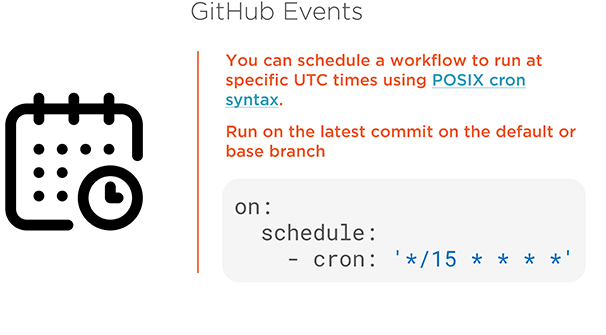 GitHub Events
You can schedule a workflow to run at
specific UTC times using POSIX cron
syntax.
Run on the latest commit on the default or
base branch
on:
  schedule:
    - cron: '*/15 * * * *'